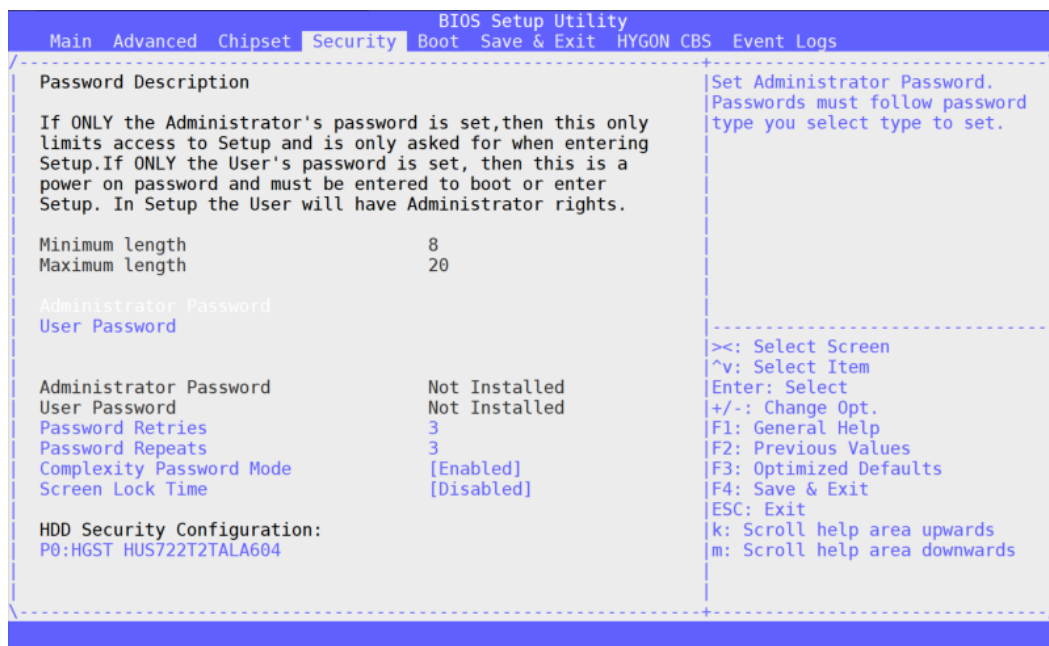 BIOS Setup Utility
Main Advanced Chipset Security Boot Save & Exit HYGON CBS Event Logs
Password Description
If ONLY the Administrator's password is set,then this only
limits access to Setup and is only asked for when entering
Setup.If ONLY the User's password is set, then this is a
power on password and must be entered to boot or enter
Setup. In Setup the User will have Administrator rights.
Minimum length 8
Maximum length 20
Administrator Password
User Password
Administrator Password Not Installed
User Password Not Installed
Password Retries 3
Password Repeats 3
Complexity Password Mode [Enabled]
Screen Lock Time [Disabled]
HDD Security Configuration:
P0:HGST HUS722T2TALA604
Set Administrator Password.
Passwords must follow password
type you select type to set.
><: Select Screen
^v: Select Item
Enter: Select
+/-: Change Opt.
F1: General Help
F2: Previous Values
F3: Optimized Defaults
F4: Save & Exit
ESC: Exit
k: Scroll help area upwards
m: Scroll help area downwards